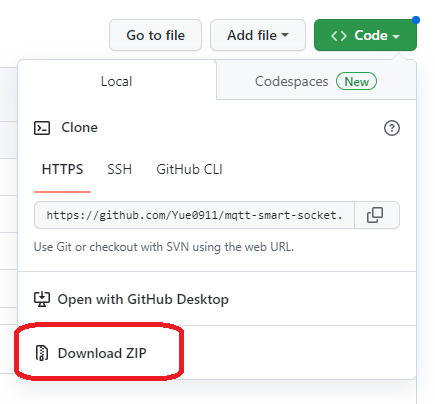 Go to file
Add file
<> Code
Local
Codespaces New
Clone
HTTPS SSH GitHub CLI
https://github.com/Yue0911/mqtt-smart-socket.
Use Git or checkout with SVN using the web URL.
Open with GitHub Desktop
Download ZIP